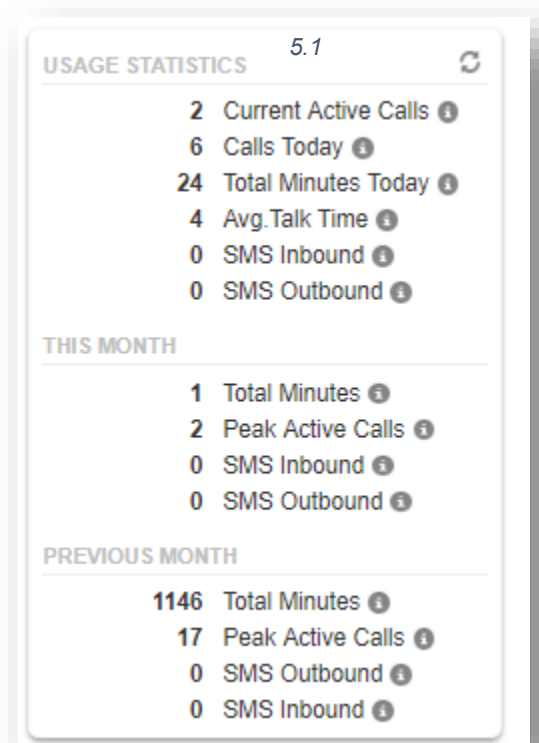 5.1
USAGE STATISTICS
2 Current Active Calls
6 Calls Today
24 Total Minutes Today
4 Avg.Talk Time
0 SMS Inbound
0 SMS Outbound
THIS MONTH
1 Total Minutes
2 Peak Active Calls
0 SMS Inbound
0 SMS Outbound
PREVIOUS MONTH
1146 Total Minutes
17 Peak Active Calls
0 SMS Outbound
0 SMS Inbound